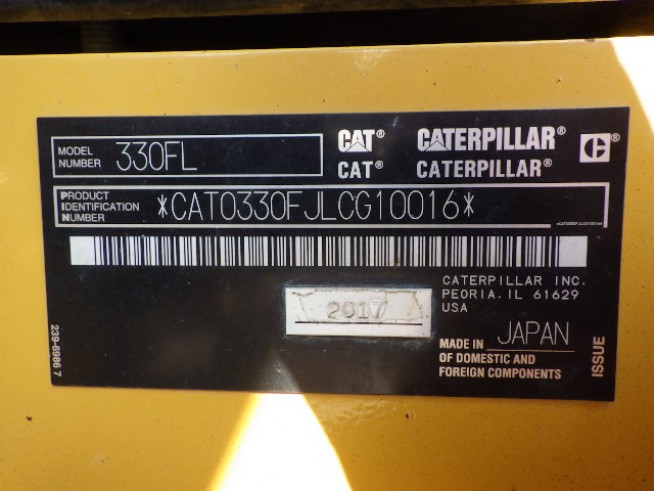 MODEL NUMBER 330FL
CAT® CATERPILLAR®
CAT® CATERPILLAR®
PRODUCT IDENTIFICATION NUMBER *CAT0330FJLCG10016*
CATERPILLAR INC.
PEORIA. IL 61629
USA
2017
MADE IN JAPAN
OF DOMESTIC AND
FOREIGN COMPONENTS
ISSUE
239-6986 7